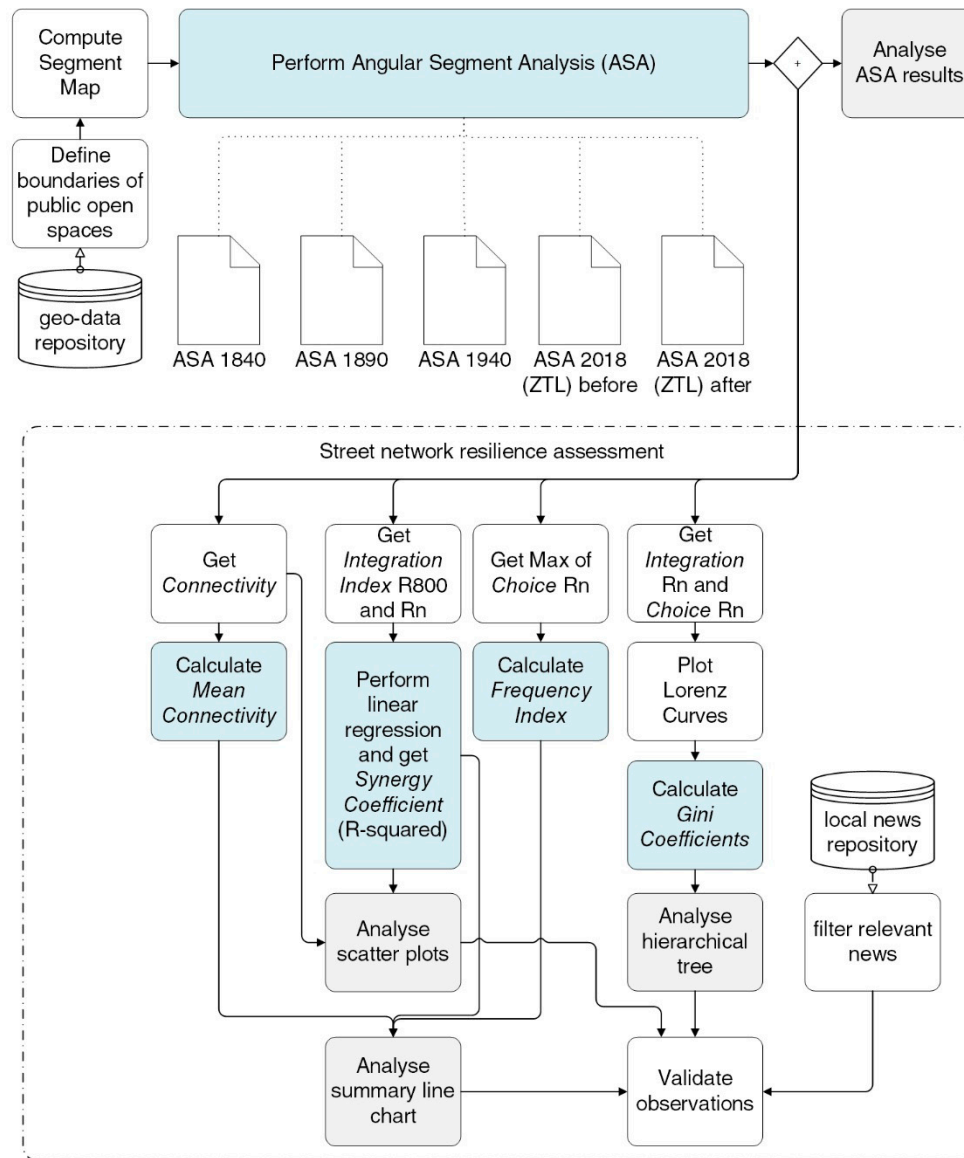 Compute
Segment
Map
Perform Angular Segment Analysis (ASA)
+
Analyse
ASA results
Define
boundaries of
public open
spaces
geo-data
repository
ASA 1840
ASA 1890
ASA 1940
ASA 2018
(ZTL) before
ASA 2018
(ZTL) after
Street network resilience assessment
Get
Connectivity
Get
Integration
Index R800
and Rn
Get Max of
Choice Rn
Get
Integration
Rn and
Choice Rn
Calculate
Mean
Connectivity
Perform
linear
regression
and get
Synergy
Coefficient
(R-squared)
Calculate
Frequency
Index
Plot
Lorenz
Curves
Calculate
Gini
Coefficients
local news
repository
Analyse
scatter plots
Analyse
hierarchical
tree
filter relevant
news
Analyse
summary line
chart
Validate
observations